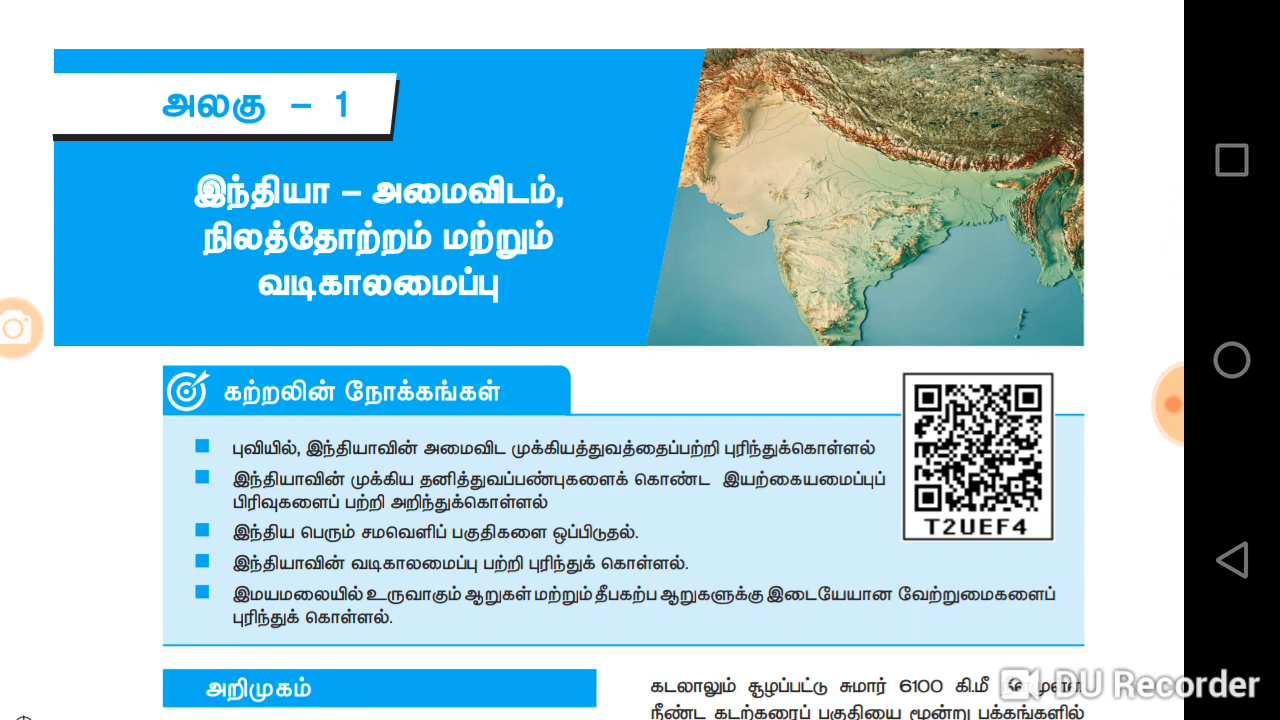 அலகு - 1
இந்தியா – அமைவிடம்,
நிலத்தோற்றம் மற்றும்
வடிகாலமைப்பு
கற்றலின் நோக்கங்கள்
புவியில், இந்தியாவின் அமைவிட முக்கியத்துவத்தைப்பற்றி புரிந்துக்கொள்ளல்
இந்தியாவின் முக்கிய தனித்துவப்பண்புகளைக் கொண்ட இயற்கையமைப்புப்
பிரிவுகளைப் பற்றி அறிந்துக்கொள்ளல்
இந்திய பெரும் சமவெளிப் பகுதிகளை ஒப்பிடுதல்.
இந்தியாவின் வடிகாலமைப்பு பற்றி புரிந்துக் கொள்ளல்.
இமயமலையில் உருவாகும் ஆறுகள் மற்றும் தீபகற்ப ஆறுகளுக்கு இடையேயான வேற்றுமைகளைப்
புரிந்துக் கொள்ளல்.
T2UEF4
அறிமுகம்
கடலாலும் சூழப்பட்டு சுமார் 6100 கி.மீ
நீண்ட கடற்கரைப் பகுதியை மூன்று பக்கங்களில்
DU Recorder